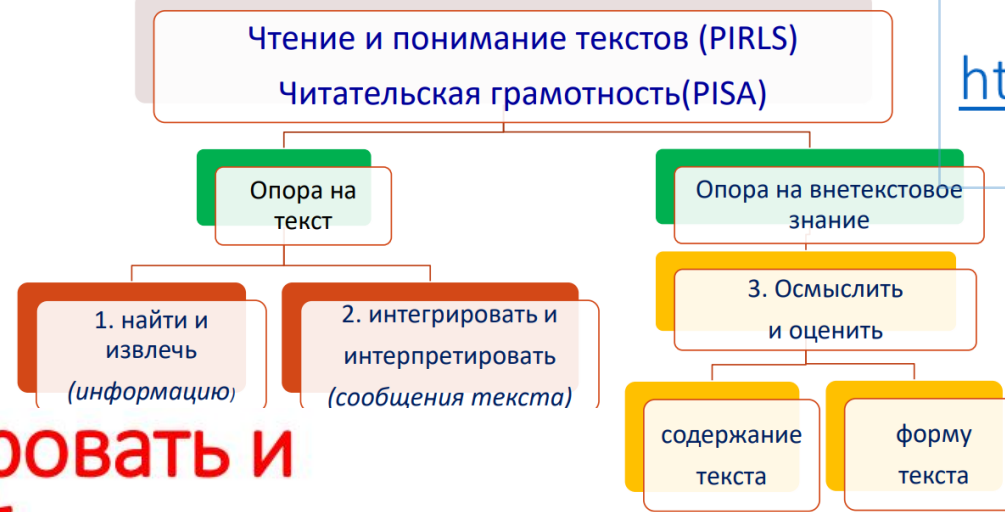 Чтение и понимание текстов (PIRLS)
Читательская грамотность(PISA)
ht
Опора на
текст
Опора на внетекстовое
знание
1. найти и
извлечь
(информацию)
2. интегрировать и
интерпретировать
(сообщения текста)
3. Осмыслить
и оценить
содержание
текста
форму
текста
ровать и